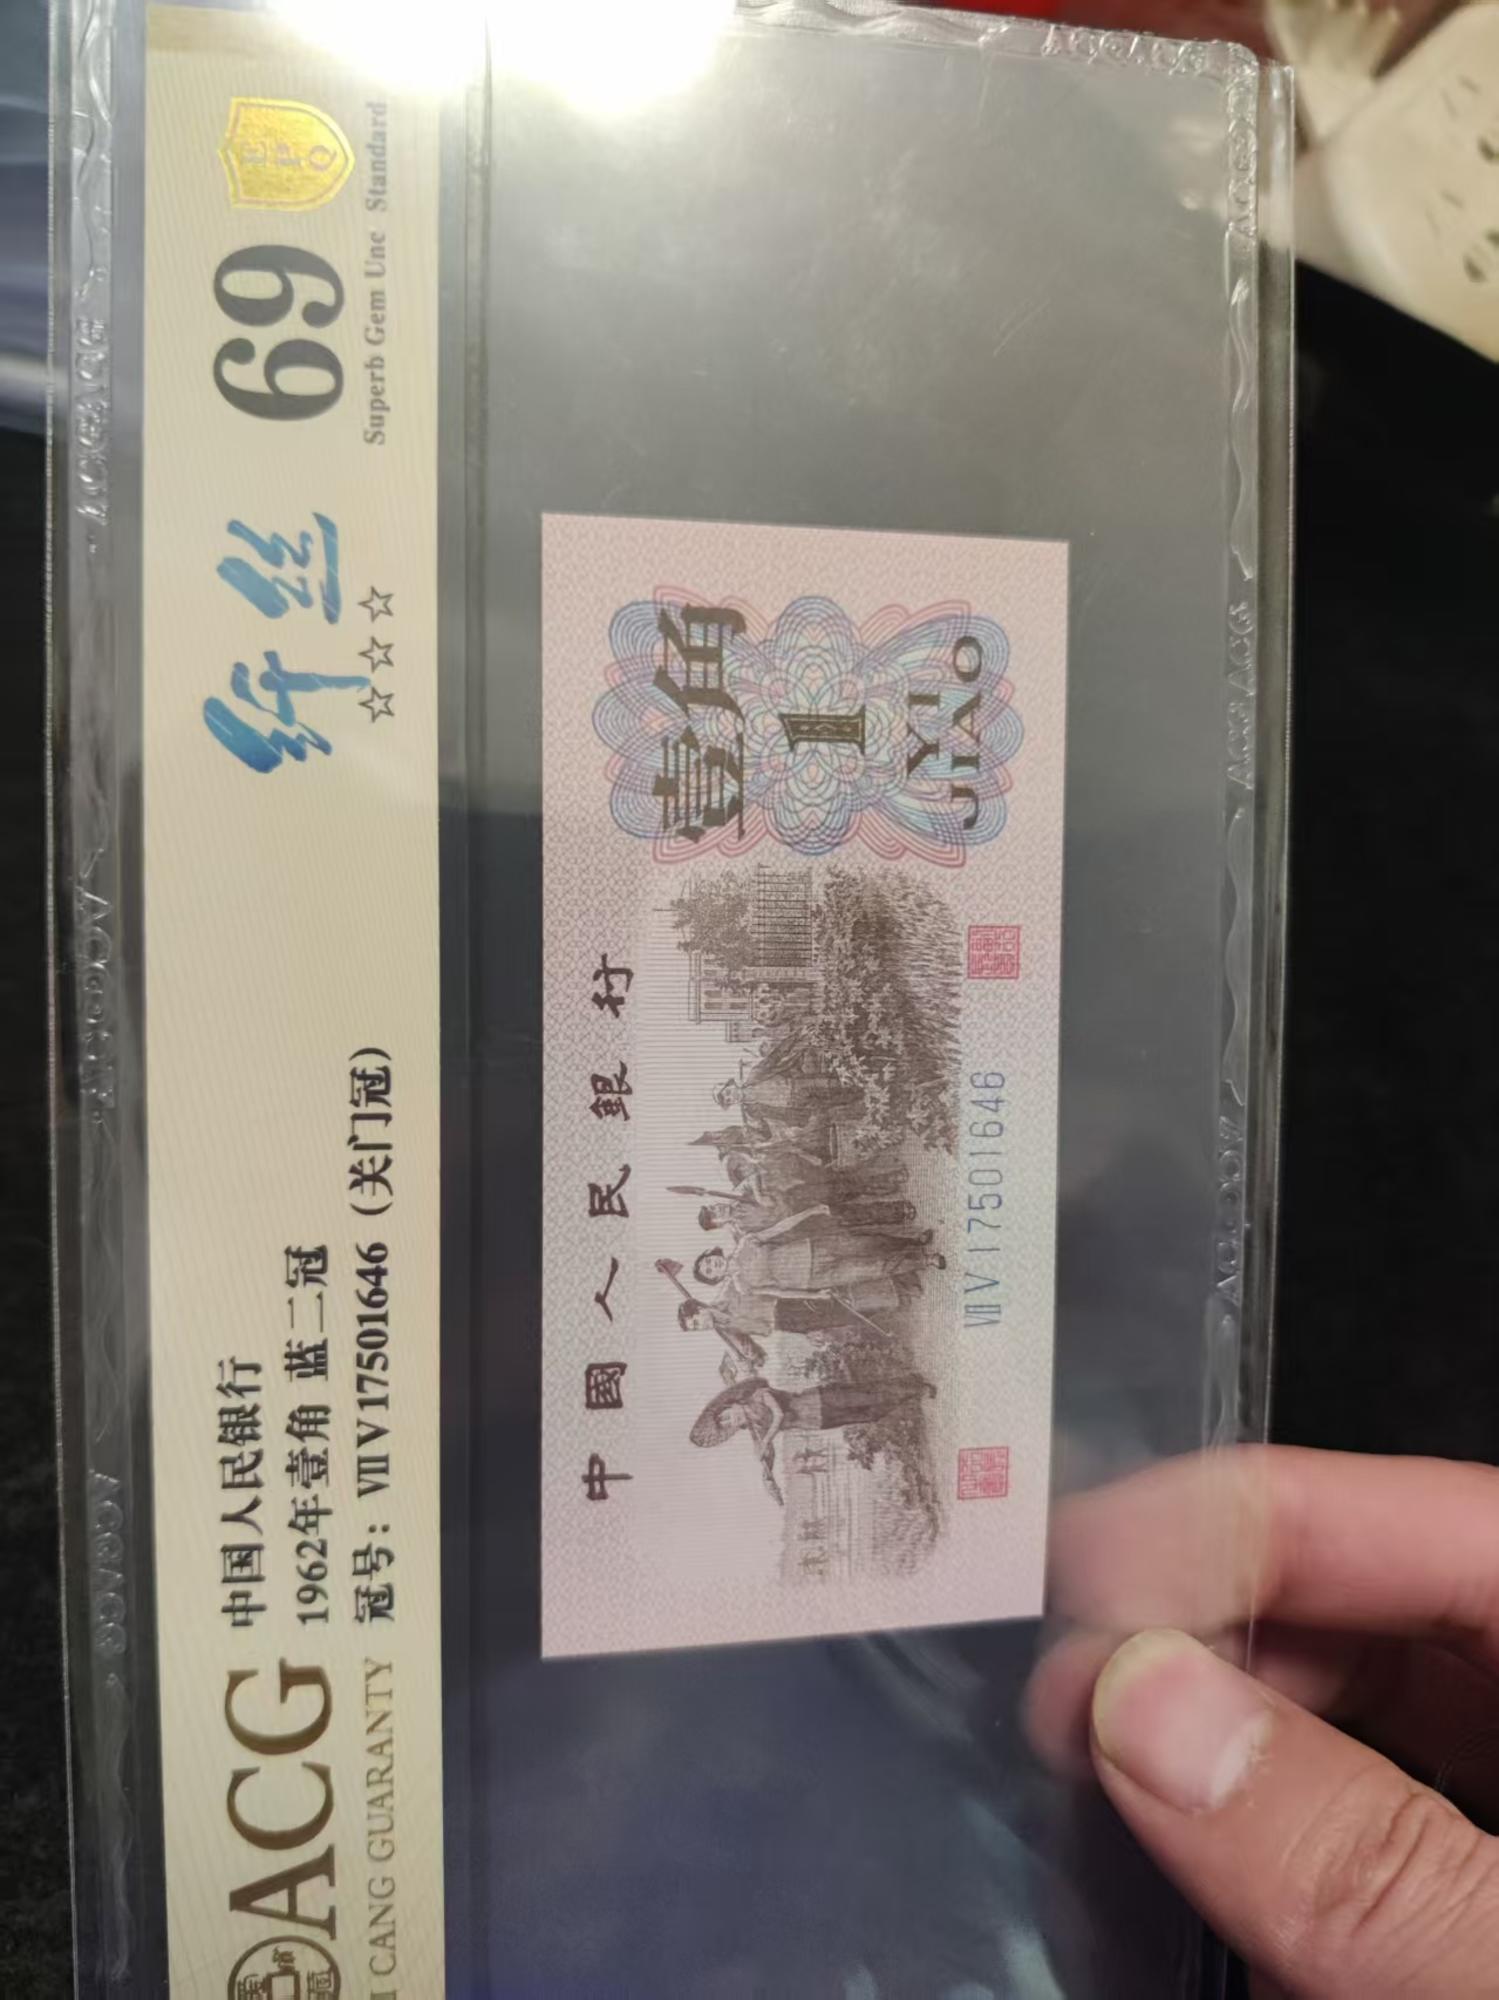 ACG
CANG GUARANTY
中国人民银行
1962年壹角 蓝二冠
冠号：ⅦⅤ17501646（关门冠）
纤丝
☆☆☆
69
Superb Gem Unc Standard
EPQ
中國人民銀行
壹角
1
YI
JIAO
ⅦⅤ17501646